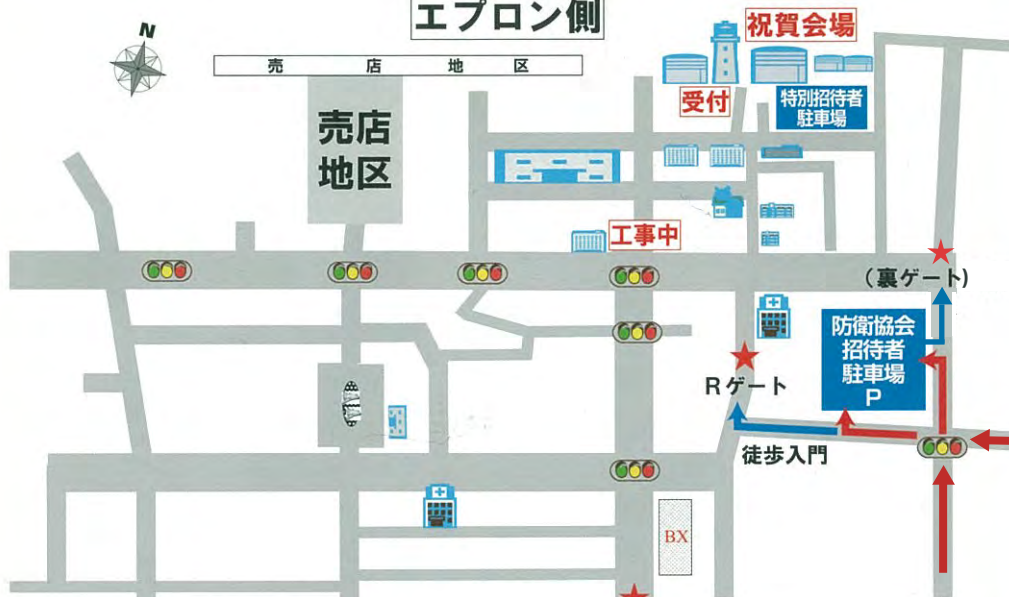 N
エプロン側
売店地区
祝賀会場
売店
地区
受付
特別招待者
駐車場
工事中
(裏ゲート)
防衛協会
招待者
駐車場
P
Rゲート
徒歩入門
BX